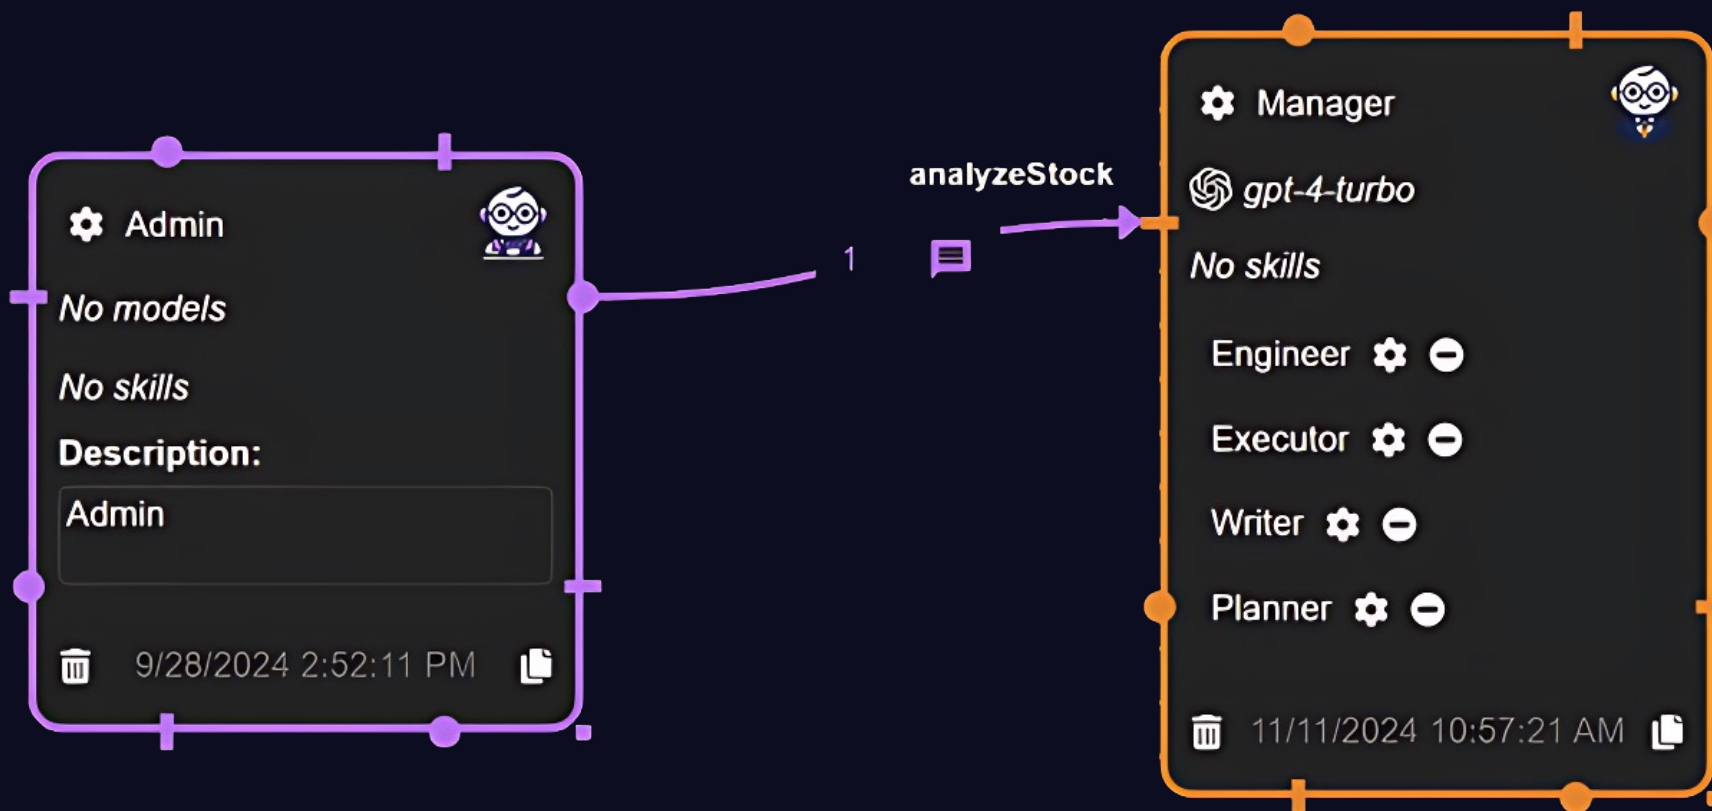 Admin
No models
No skills
Description:
Admin
9/28/2024 2:52:11 PM
1
analyzeStock
Manager
gpt-4-turbo
No skills
Engineer
Executor
Writer
Planner
11/11/2024 10:57:21 AM